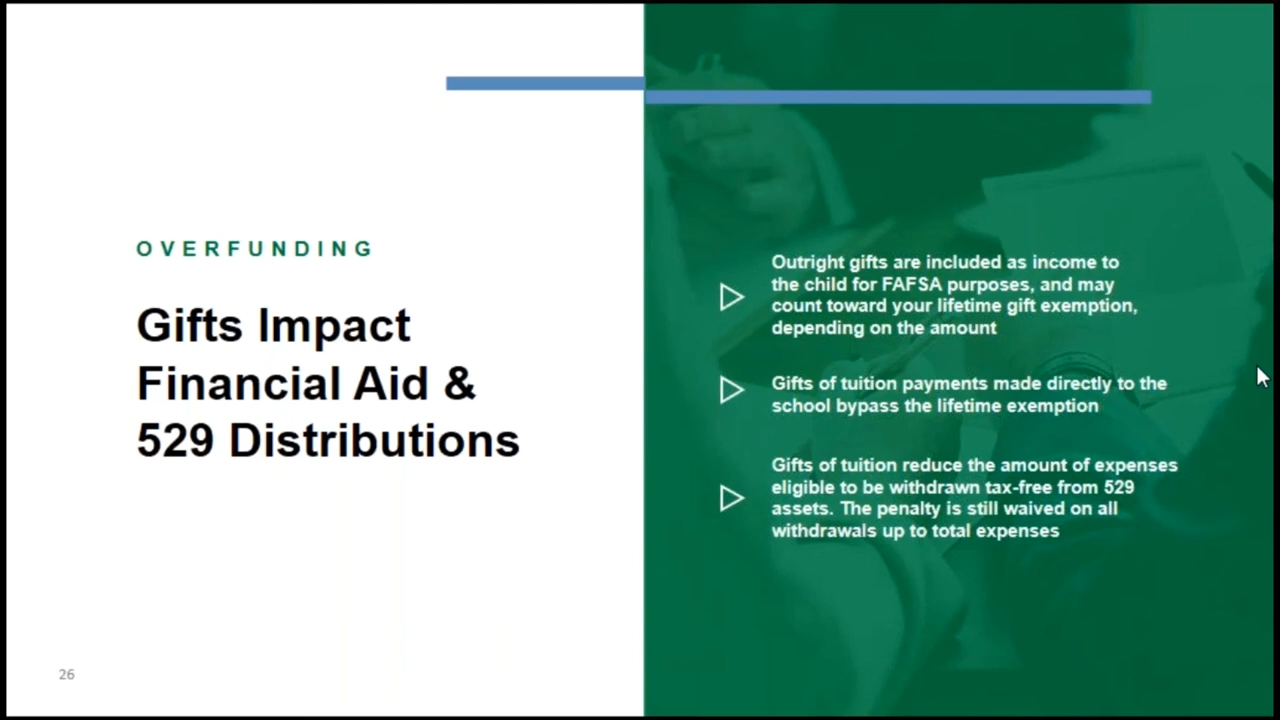 OVERFUNDING
Gifts Impact
Financial Aid &
529 Distributions
Outright gifts are included as income to
the child for FAFSA purposes, and may
count toward your lifetime gift exemption,
depending on the amount
Gifts of tuition payments made directly to the
school bypass the lifetime exemption
Gifts of tuition reduce the amount of expenses
eligible to be withdrawn tax-free from 529
assets. The penalty is still waived on all
withdrawals up to total expenses
26